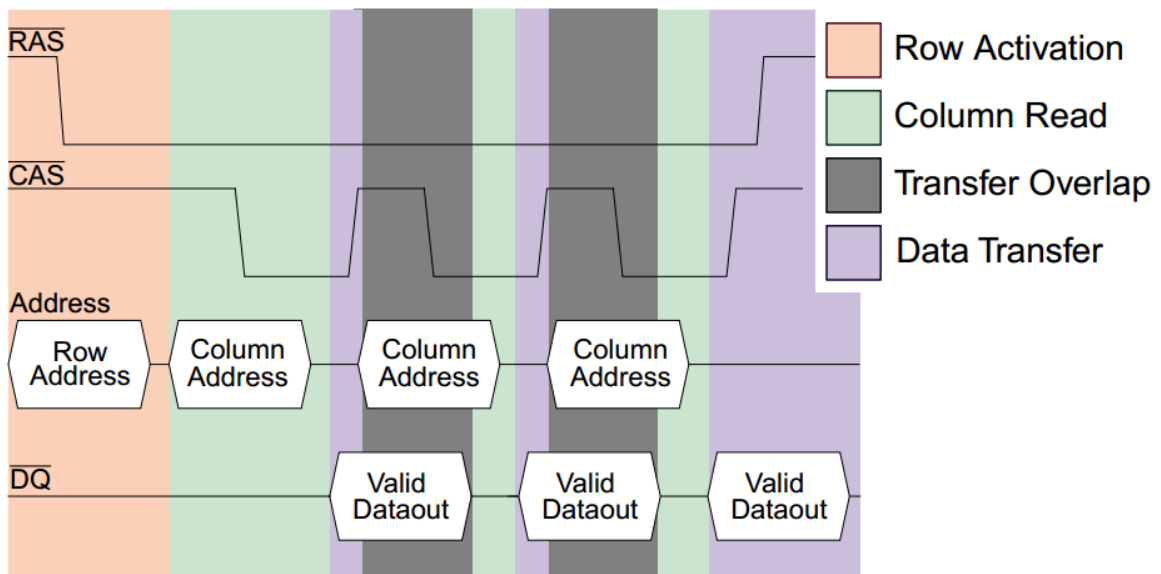 RAS
Row Activation
Column Read
CAS
Transfer Overlap
Data Transfer
Address
Row
Address
Column
Address
Column
Address
Column
Address
DQ
Valid
Dataout
Valid
Dataout
Valid
Dataout